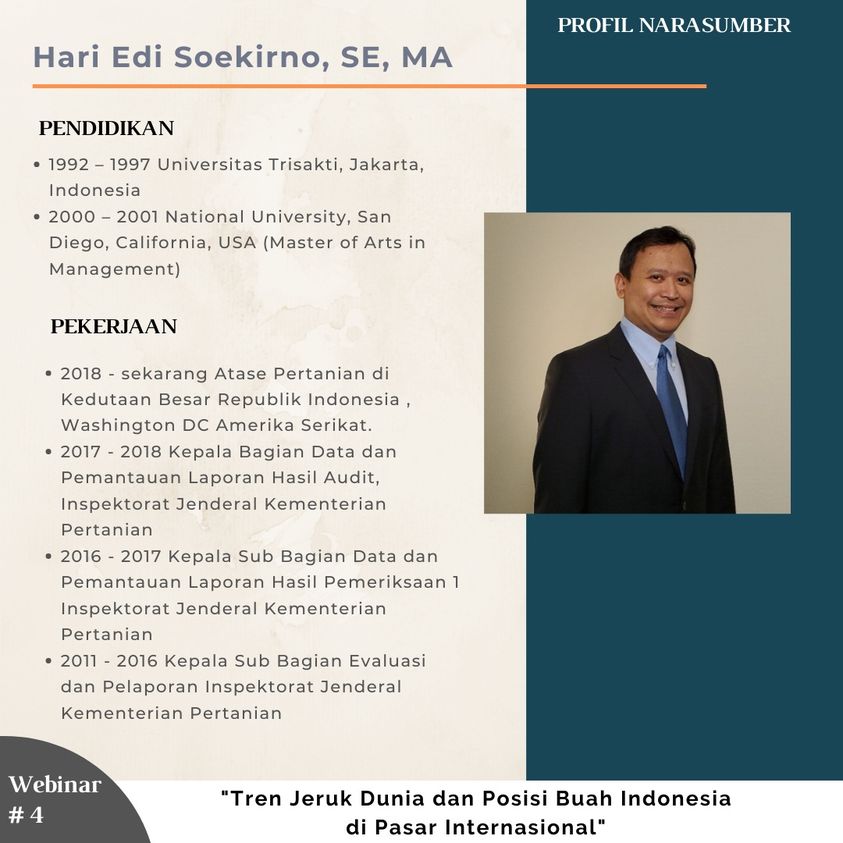 PROFIL NARASUMBER
Hari Edi Soekirno, SE, MA
PENDIDIKAN
• 1992 – 1997 Universitas Trisakti, Jakarta,
Indonesia
• 2000 – 2001 National University, San
Diego, California, USA (Master of Arts in
Management)
PEKERJAAN
• 2018 - sekarang Atase Pertanian di
Kedutaan Besar Republik Indonesia ,
Washington DC Amerika Serikat.
• 2017 - 2018 Kepala Bagian Data dan
Pemantauan Laporan Hasil Audit,
Inspektorat Jenderal Kementerian
Pertanian
• 2016 - 2017 Kepala Sub Bagian Data dan
Pemantauan Laporan Hasil Pemeriksaan 1
Inspektorat Jenderal Kementerian
Pertanian
• 2011 - 2016 Kepala Sub Bagian Evaluasi
dan Pelaporan Inspektorat Jenderal
Kementerian Pertanian
Webinar
# 4
"Tren Jeruk Dunia dan Posisi Buah Indonesia
di Pasar Internasional"